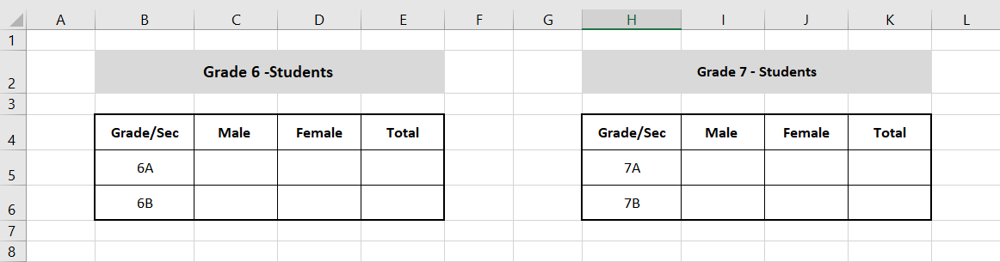 A B C D E F G H I J K L
1
2 Grade 6 -Students Grade 7 - Students
3
4 Grade/Sec Male Female Total Grade/Sec Male Female Total
5 6A 7A
6 6B 7B
7
8